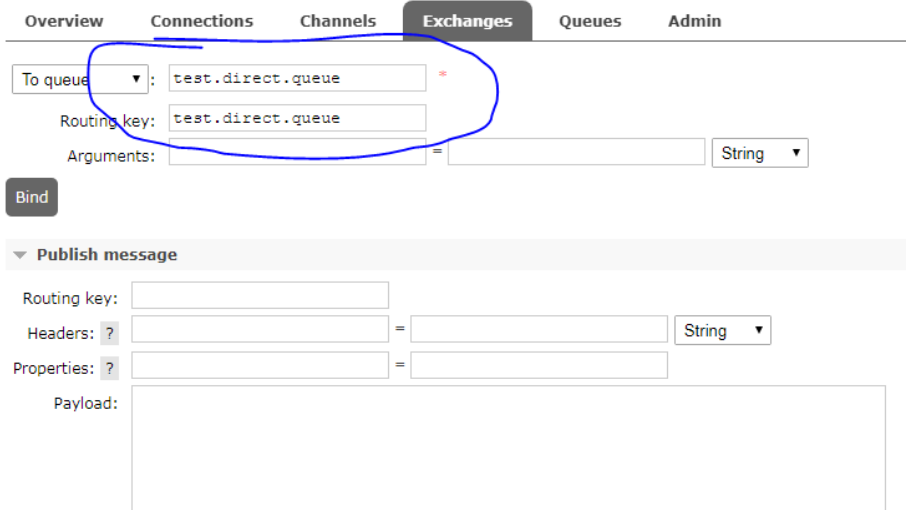 Overview Connections Channels Exchanges Queues Admin
To queue : test.direct.queue *
Routing key: test.direct.queue
Arguments: = String
Bind
Publish message
Routing key:
Headers: ? = String
Properties: ? =
Payload: